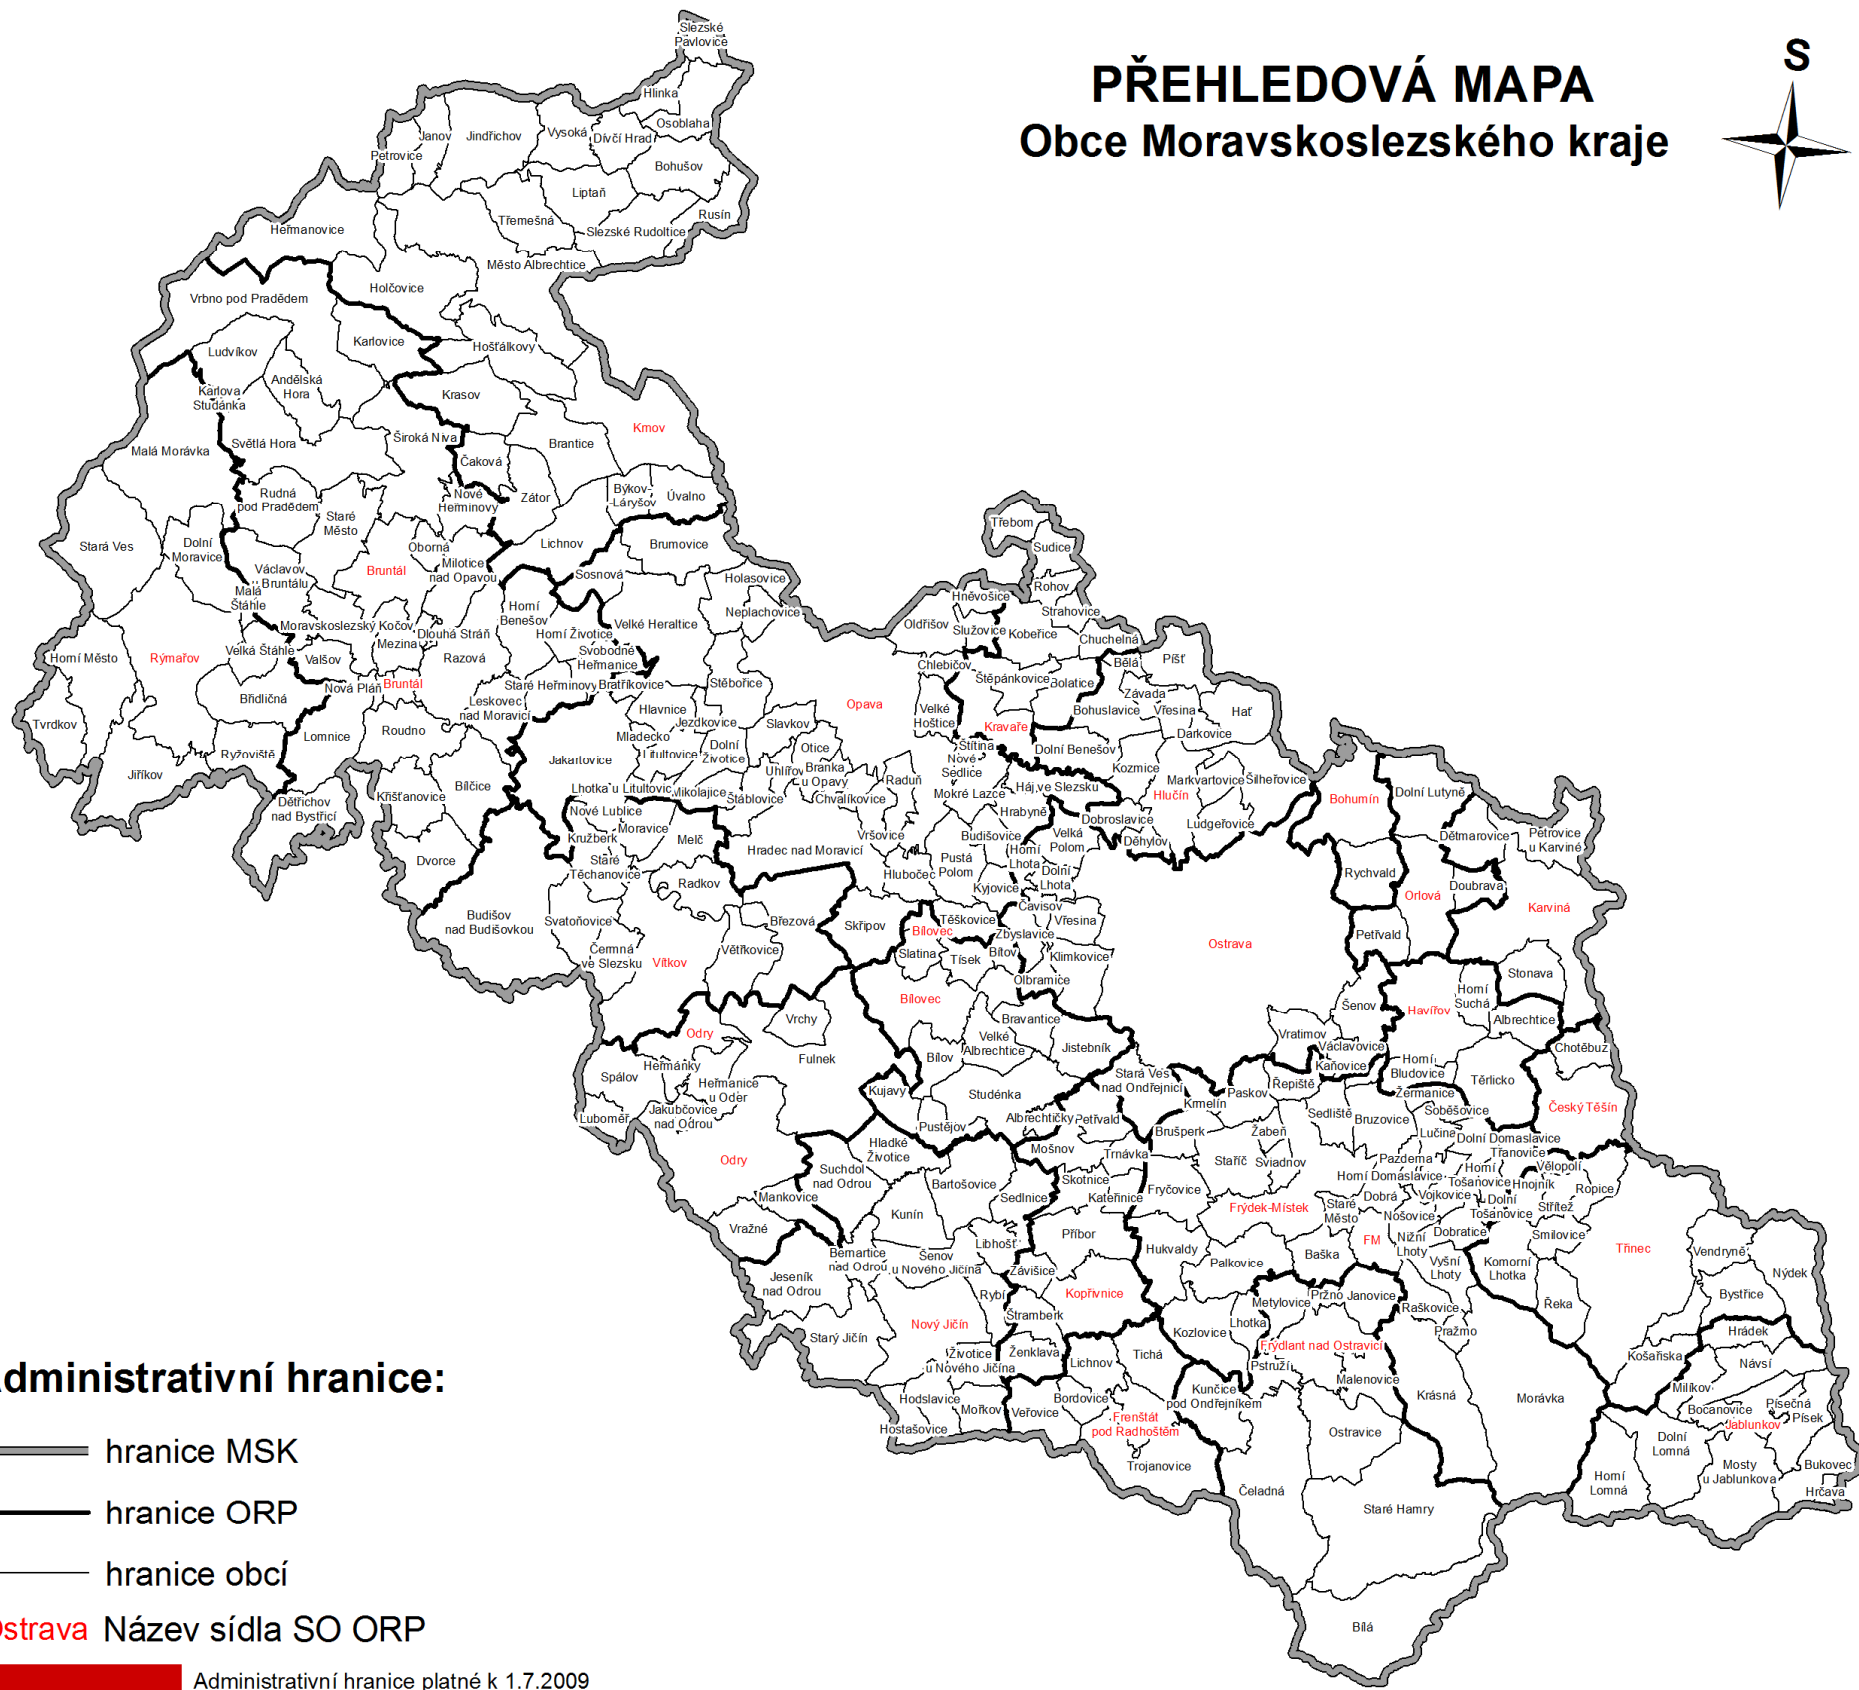 PŘEHLEDOVÁ MAPA
Obce Moravskoslezského kraje
S
Slezské
Pavlovice
Hlinka
Osoblaha
Janov
Jindřichov
Vysoká
Dívčí Hrad
Petrovice
Bohušov
Liptaň
Rusín
Třemešná
Slezské Rudoltice
Heřmanovice
Město Albrechtice
Holčovice
Vrbno pod Pradědem
Karlovice
Hošťálkovy
Ludvíkov
Andělská
Hora
Karlova
Studánka
Krasov
Krnov
Malá Morávka
Světlá Hora
Široká Niva
Brantice
Čaková
Rudná
pod Pradědem
Nové
Heřminovy
Zátor
Býkov-
-Láryšov
Úvalno
Staré
Město
Stará Ves
Dolní
Moravice
Oborná
Lichnov
Brumovice
Bruntál
Milotice
nad Opavou
Václavov
u Bruntálu
Sosnová
Holasovice
Malá
Štáhle
Horní
Benešov
Neplachovice
Moravskoslezský Kočov
Mezina
Dlouhá Stráň
Horní Životice
Velké Heraltice
Velká Štáhle
Valšov
Razová
Svobodné
Heřmanice
Horní Město
Rýmařov
Nová Pláň
Bruntál
Staré Heřminovy
Bratříkovice
Stěbořice
Břidličná
Leskovec
nad Moravicí
Tvrdkov
Lomnice
Roudno
Ryžoviště
Jiříkov
Křišťanovice
Bílčice
Dětřichov
nad Bystřicí
Dvorce
Třebom
Sudice
Rohov
Hněvošice
Strahovice
Oldřišov
Služovice
Kobeřice
Chuchelná
Chlebičov
Štěpánkovice
Bolatice
Bělá
Píšť
Závada
Bohuslavice
Vřesina
Hať
Darkovice
Opava
Velké
Hoštice
Kravaře
Hlavnice
Jezdkovice
Slavkov
Mladecko
Litultovice
Dolní
Životice
Otice
Uhlířov
Branka
u Opavy
Raduň
Štítina
Nové
Sedlice
Dolní Benešov
Kozmice
Markvartovice
Šilheřovice
Hlučín
Jakartovice
Lhotka u Litultovic
Mikolajice
Štáblovice
Chvalíkovice
Mokré Lazce
Háj ve Slezsku
Hrabyně
Dobroslavice
Ludgeřovice
Děhylov
Nové Lublice
Moravice
Melč
Kružberk
Staré
Těchanovice
Radkov
Hradec nad Moravicí
Vršovice
Budišovice
Velká
Polom
Horní
Lhota
Dolní
Lhota
Pustá
Polom
Hlubočec
Kyjovice
Bohumín
Dolní Lutyně
Dětmarovice
Petrovice
u Karviné
Rychvald
Orlová
Doubrava
Karviná
Petřvald
Budišov
nad Budišovkou
Svatoňovice
Čermná
ve Slezsku
Vítkov
Větřkovice
Březová
Skřipov
Bílovec
Těškovice
Čavisov
Vřesina
Zbyslavice
Slatina
Tísek
Bítov
Klimkovice
Olbramice
Ostrava
Stonava
Horní
Suchá
Havířov
Albrechtice
Šenov
Vratimov
Václavovice
Kaňovice
Horní
Bludovice
Těrlicko
Chotěbuz
Český Těšín
Bílovec
Bravantice
Velké
Albrechtice
Jistebník
Bílov
Studénka
Kujavy
Pustějov
Odry
Vrchy
Fulnek
Heřmánky
Spálov
Heřmanice
u Oder
Jakubčovice
nad Odrou
Luboměř
Odry
Hladké
Životice
Suchdol
nad Odrou
Mankovice
Vražné
Bartošovice
Sedlnice
Kunín
Stará Ves
nad Ondřejnicí
Krmelín
Paskov
Řepiště
Žermanice
Soběšovice
Sedliště
Bruzovice
Lučina
Dolní Domaslavice
Albrechtičky
Petřvald
Mošnov
Trnávka
Brušperk
Žabeň
Staříč
Sviadnov
Pazderna
Horní Domaslavice
Třanovice
Horní
Tošanovice
Vělopolí
Hnojník
Ropice
Skotnice
Kateřinice
Fryčovice
Frýdek-Místek
Staré
Město
Dobrá
Vojkovice
Nošovice
Dolní
Tošanovice
Střítež
Smilovice
Příbor
Hukvaldy
Palkovice
Baška
FM
Nižní
Lhoty
Dobratice
Vyšní
Lhoty
Komorní
Lhotka
Třinec
Vendryně
Nýdek
Bystřice
Libhošť
Závišice
Bernartice
nad Odrou
Šenov
u Nového Jičína
Jeseník
nad Odrou
Rybí
Kopřivnice
Štramberk
Metylovice
Pržno
Janovice
Raškovice
Pražmo
Řeka
Starý Jičín
Nový Jičín
Životice
u Nového Jičína
Ženklava
Lichnov
Tichá
Kozlovice
Lhotka
Frýdlant nad Ostravicí
Pstruží
Malenovice
Krásná
Morávka
Košařiska
Hrádek
Návsí
Milíkov
Bocanovice
Písečná
Písek
Jablunkov
Hodslavice
Mořkov
Hostašovice
Veřovice
Bordovice
Frenštát
pod Radhoštěm
Kunčice
pod Ondřejníkem
Trojanovice
Ostravice
Čeladná
Staré Hamry
Bílá
Horní
Lomná
Dolní
Lomná
Mosty
u Jablunkova
Bukovec
Hrčava
dministrativní hranice:
hranice MSK
hranice ORP
hranice obcí
Ostrava Název sídla SO ORP
Administrativní hranice platné k 1.7.2009